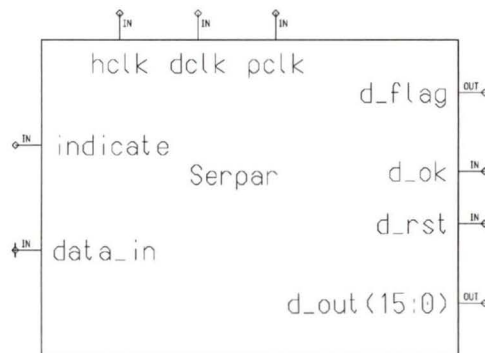 IN IN IN
hclk dclk pclk
d_flag OUT
IN indicate
Serpar
d_ok IN
d_rst IN
IN data_in
d_out(15:0) OUT